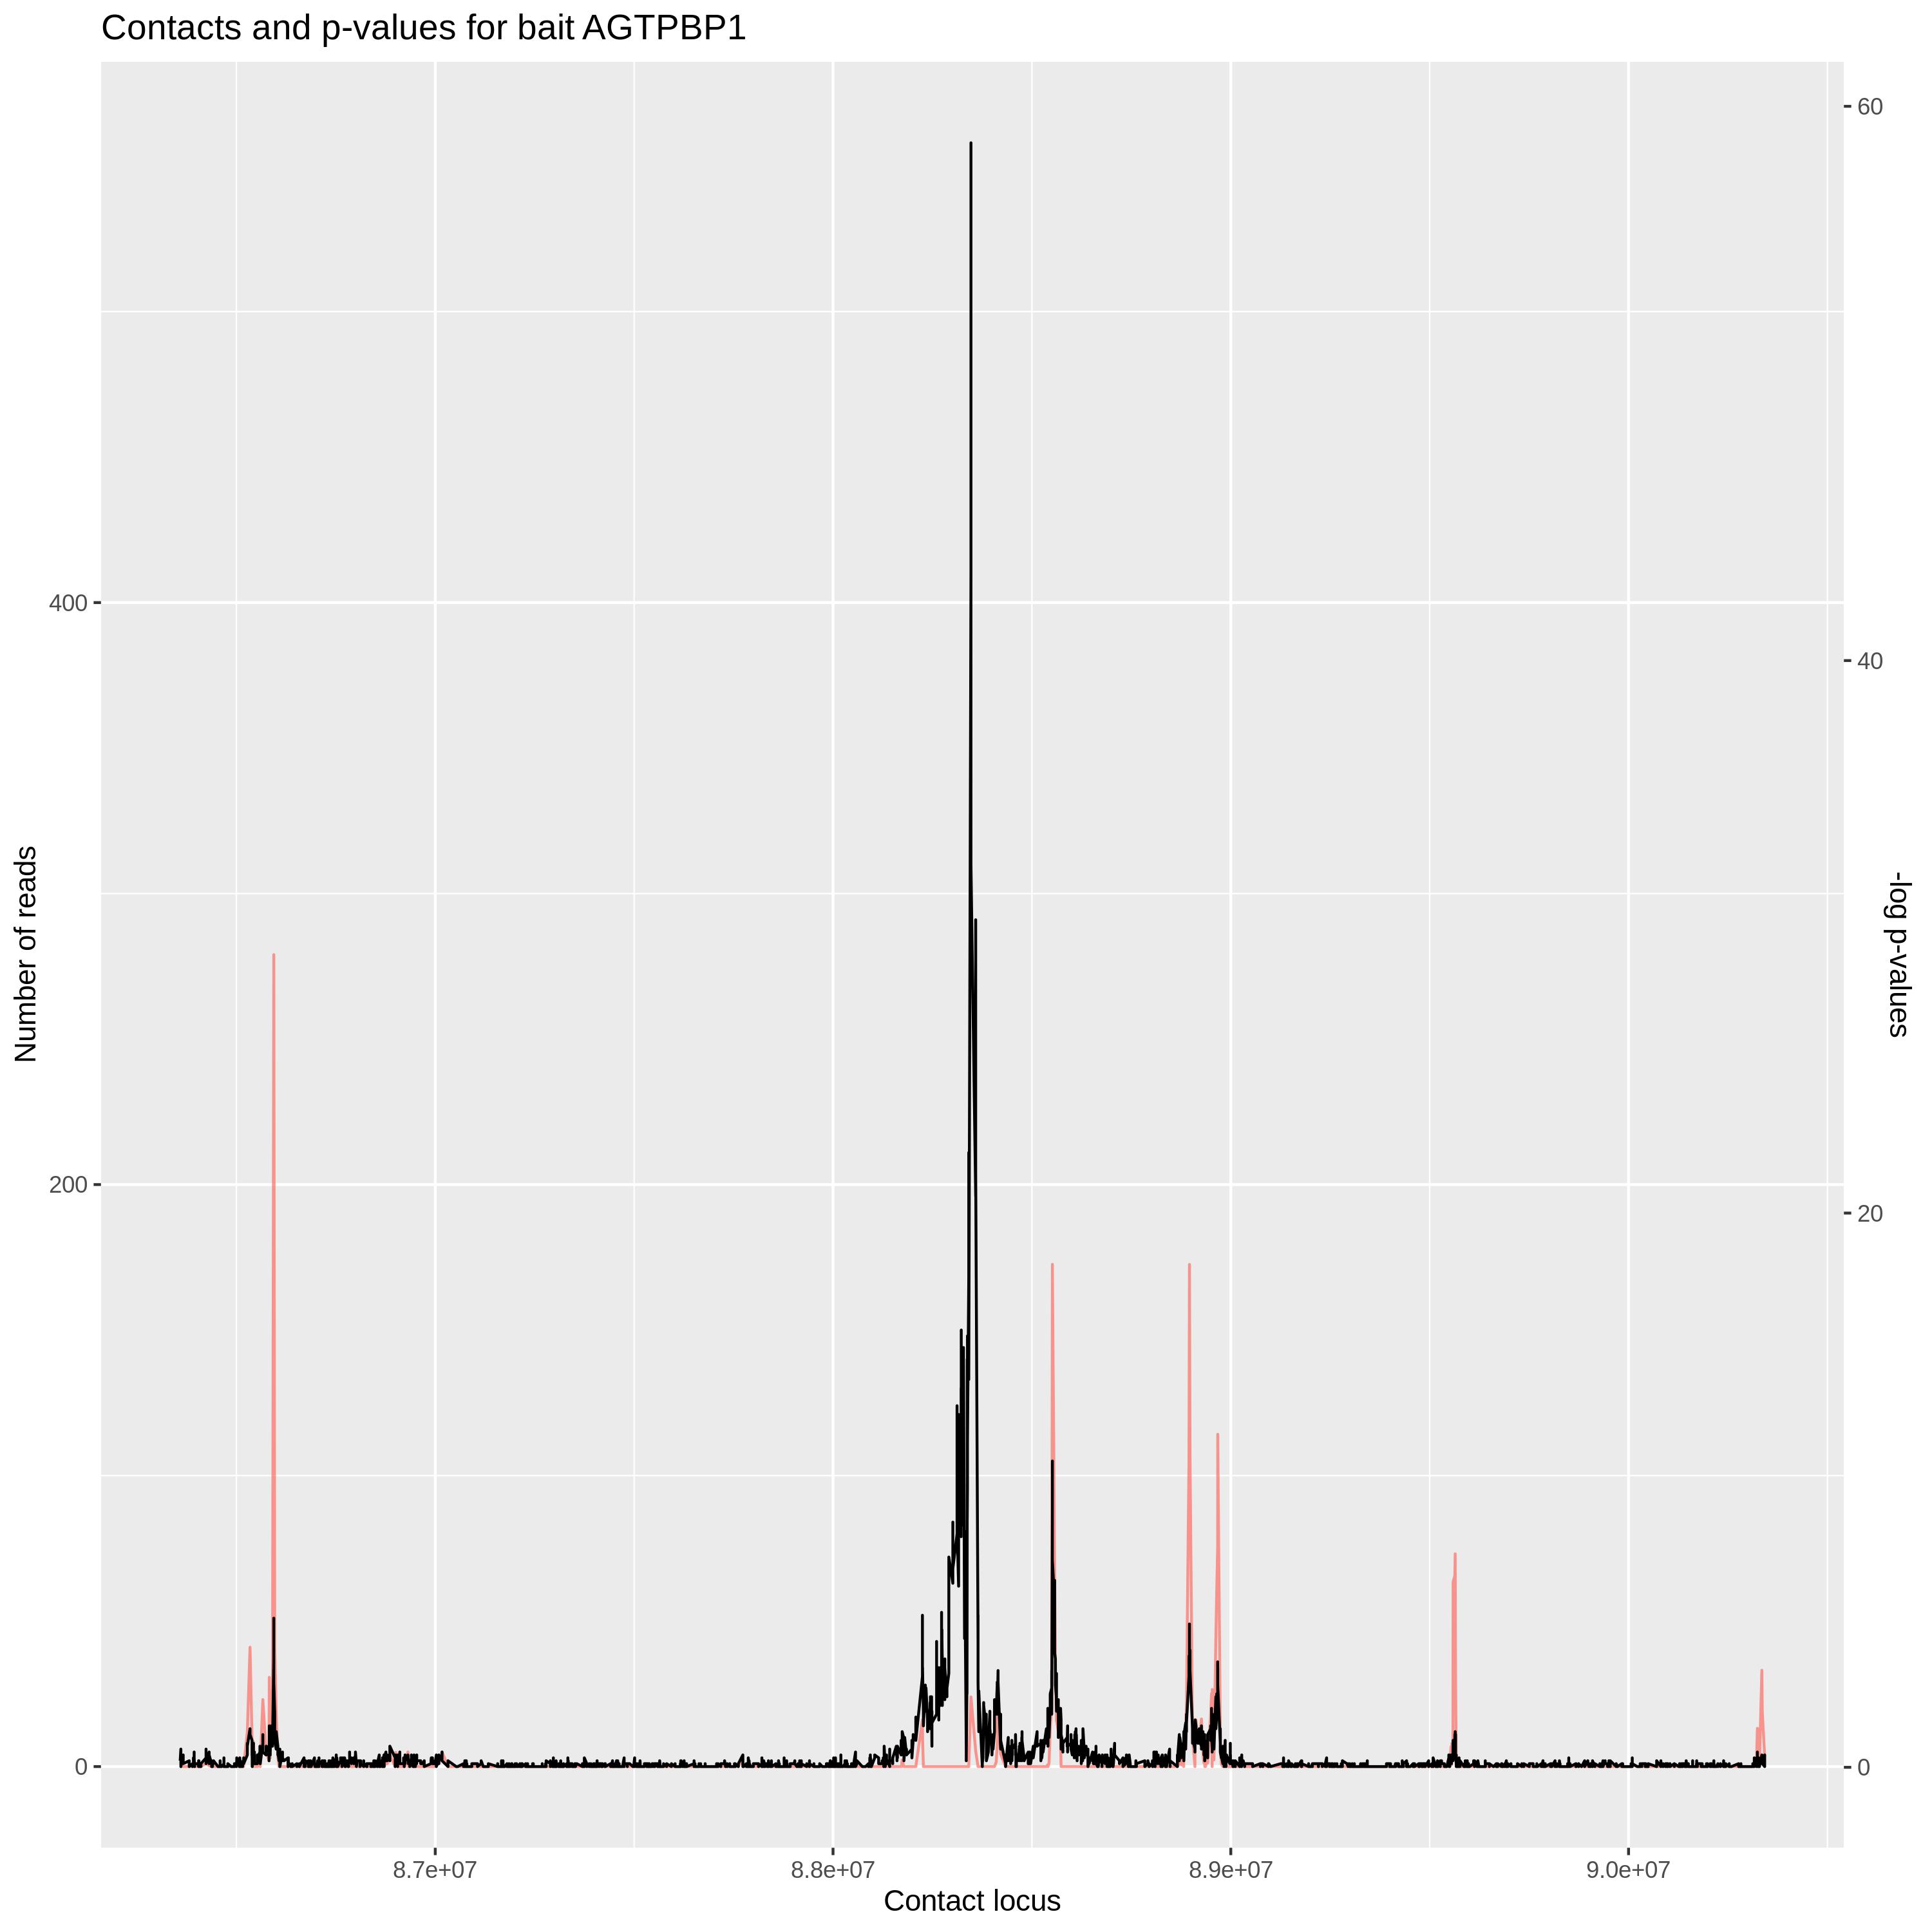 Contacts and p-values for bait AGTPBP1
60
400
40
Number of reads
-log p-values
200
20
0
0
8.7e+07
8.8e+07
8.9e+07
9.0e+07
Contact locus